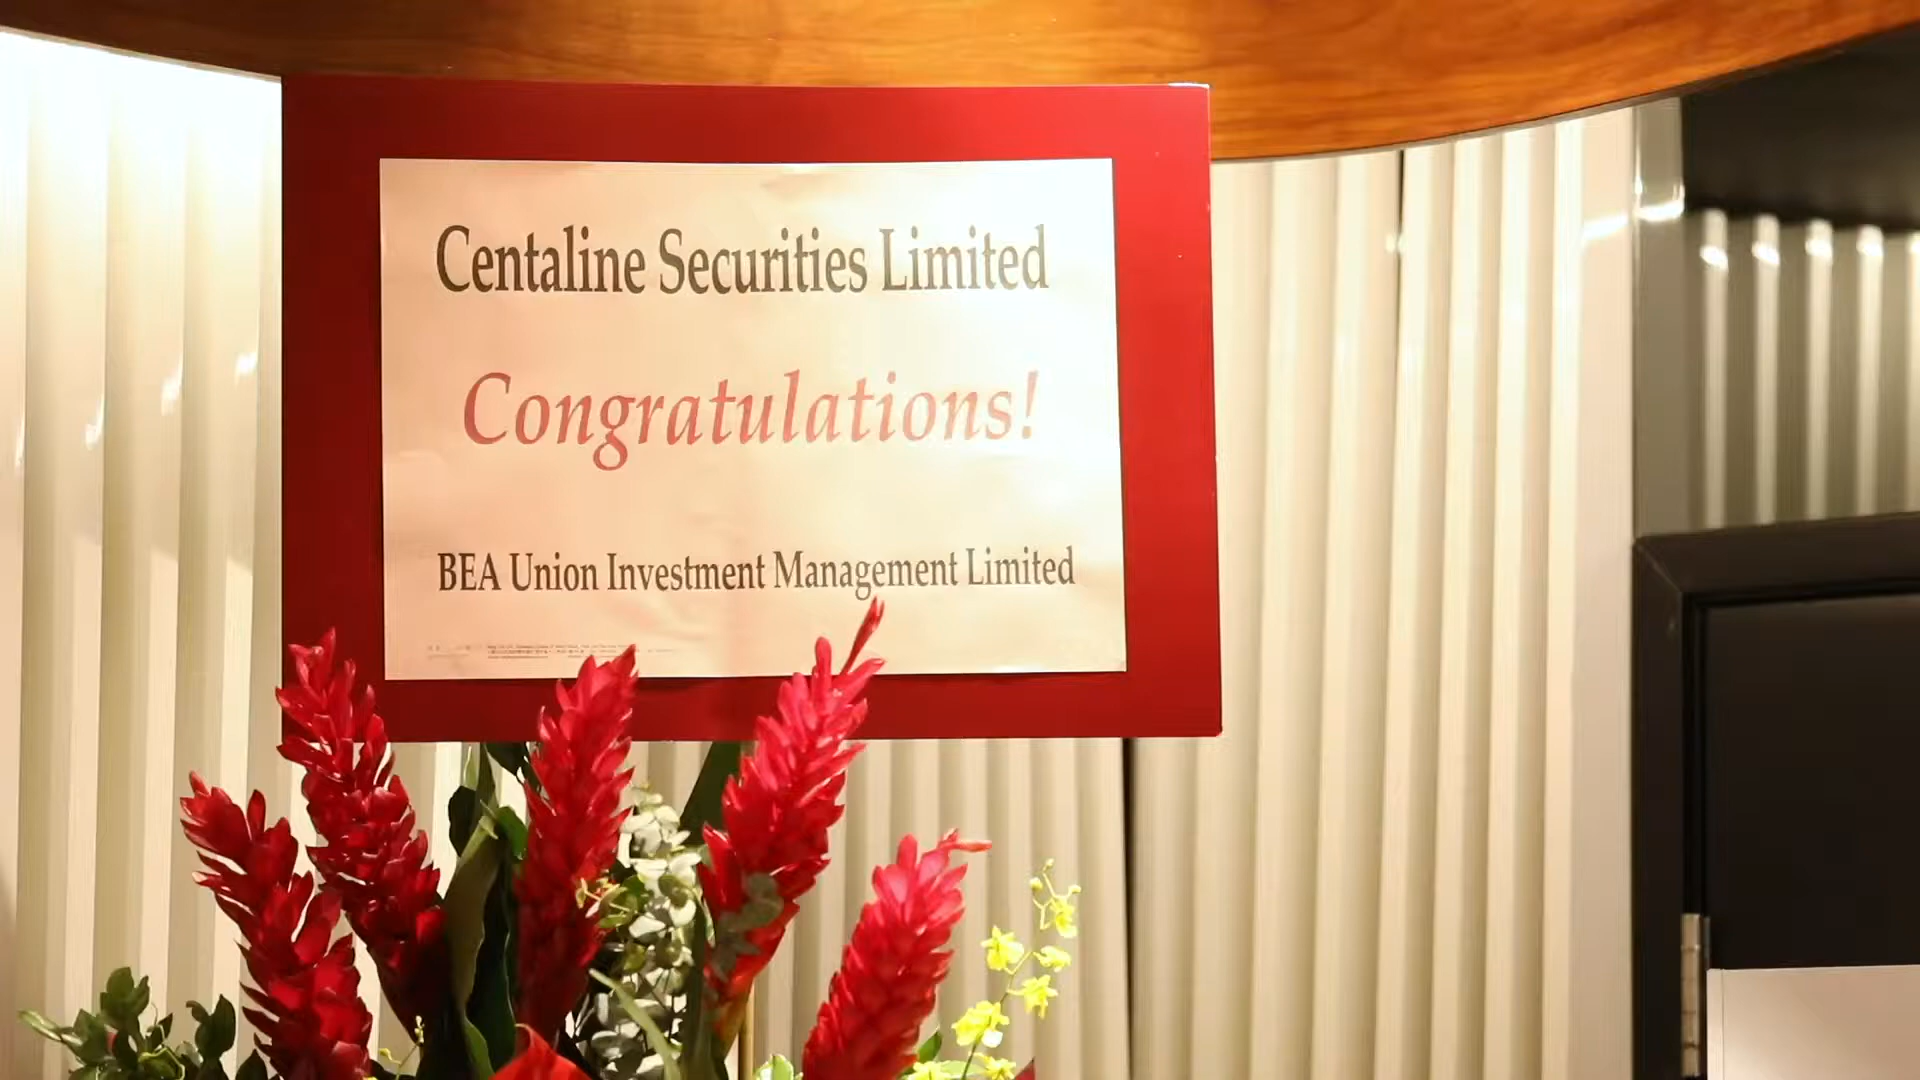 Centaline Securities Limited
Congratulations!
BEA Union Investment Management Limited